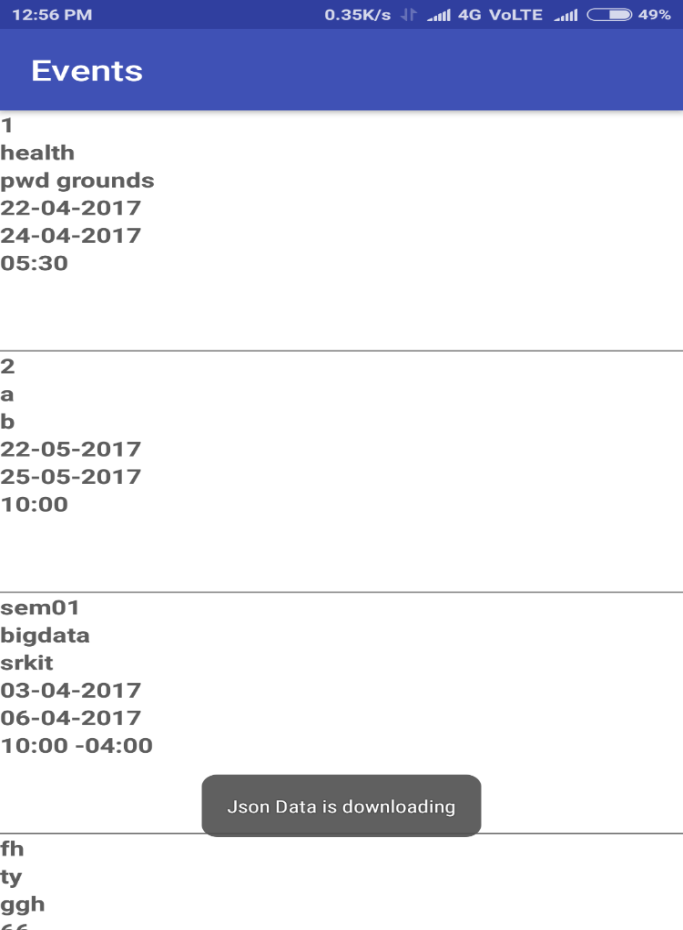 12:56 PM 0.35K/s 4G VoLTE 49%
Events
1
health
pwd grounds
22-04-2017
24-04-2017
05:30
2
a
b
22-05-2017
25-05-2017
10:00
sem01
bigdata
srkit
03-04-2017
06-04-2017
10:00 -04:00
Json Data is downloading
fh
ty
ggh